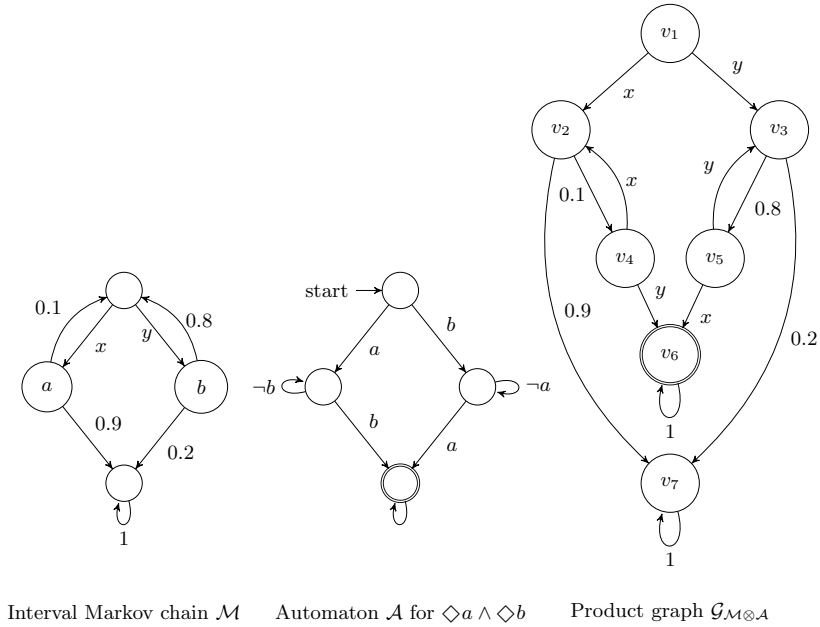 v₁
x
y
v₂
v₃
0.1
x
y
0.8
v₄
v₅
y
x
0.9
v₆
0.2
1
v₇
1
0.1
0.8
x
y
a
b
0.9
0.2
1
start
a
b
¬b
¬a
b
a
Interval Markov chain ℳ
Automaton 𝒜 for ◇a ∧ ◇b
Product graph 𝒢ℳ⊗𝒜